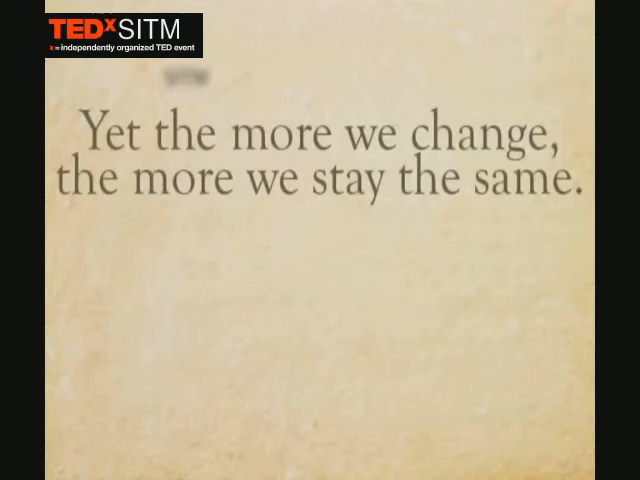 TEDxSITM
x = independently organized TED event
Yet the more we change,
the more we stay the same.